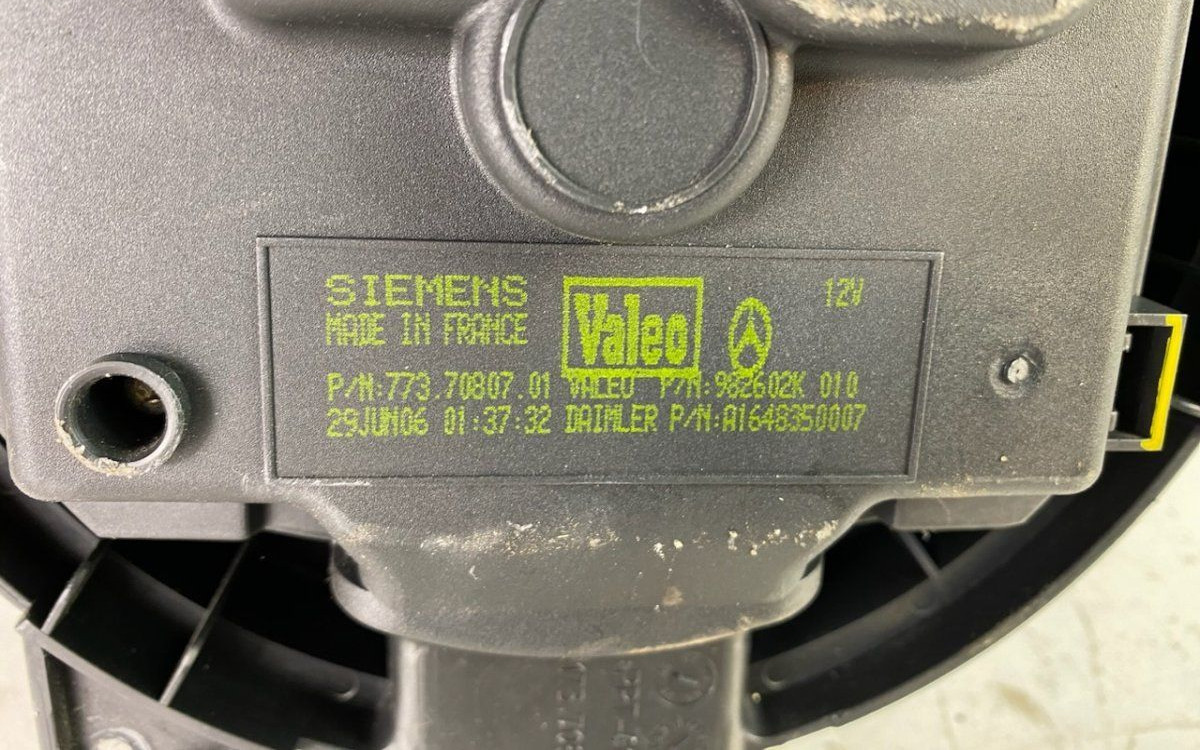 SIEMENS
Valeo
12V
MADE IN FRANCE
P/N:773.70807.01 VALEO P/N:982602K 010
29JUN06 01:37:32 DAIMLER P/N:A1648350007